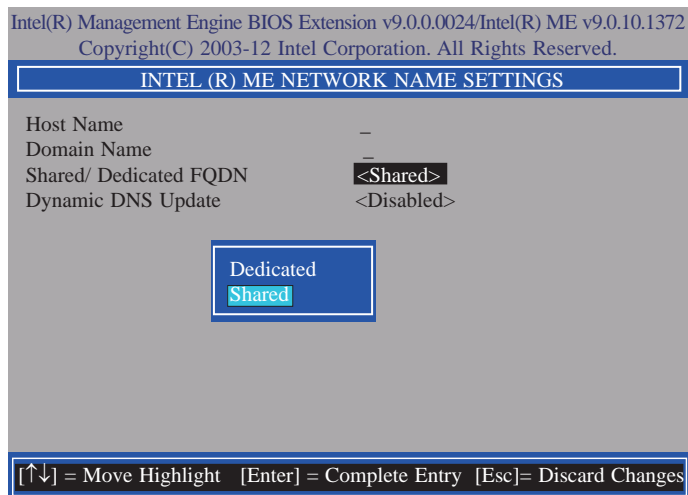 Intel(R) Management Engine BIOS Extension v9.0.0.0024/Intel(R) ME v9.0.10.1372
Copyright(C) 2003-12 Intel Corporation. All Rights Reserved.
INTEL (R) ME NETWORK NAME SETTINGS
Host Name _
Domain Name _
Shared/ Dedicated FQDN <Shared>
Dynamic DNS Update <Disabled>
Dedicated
Shared
[↑↓] = Move Highlight [Enter] = Complete Entry [Esc]= Discard Changes